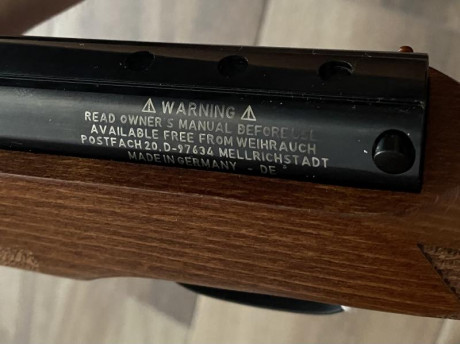 ⚠ WARNING ⚠
READ OWNER'S MANUAL BEFORE USE
AVAILABLE FREE FROM WEIHRAUCH
POSTFACH 20. D-97634 MELLRICHSTADT
MADE IN GERMANY - DE